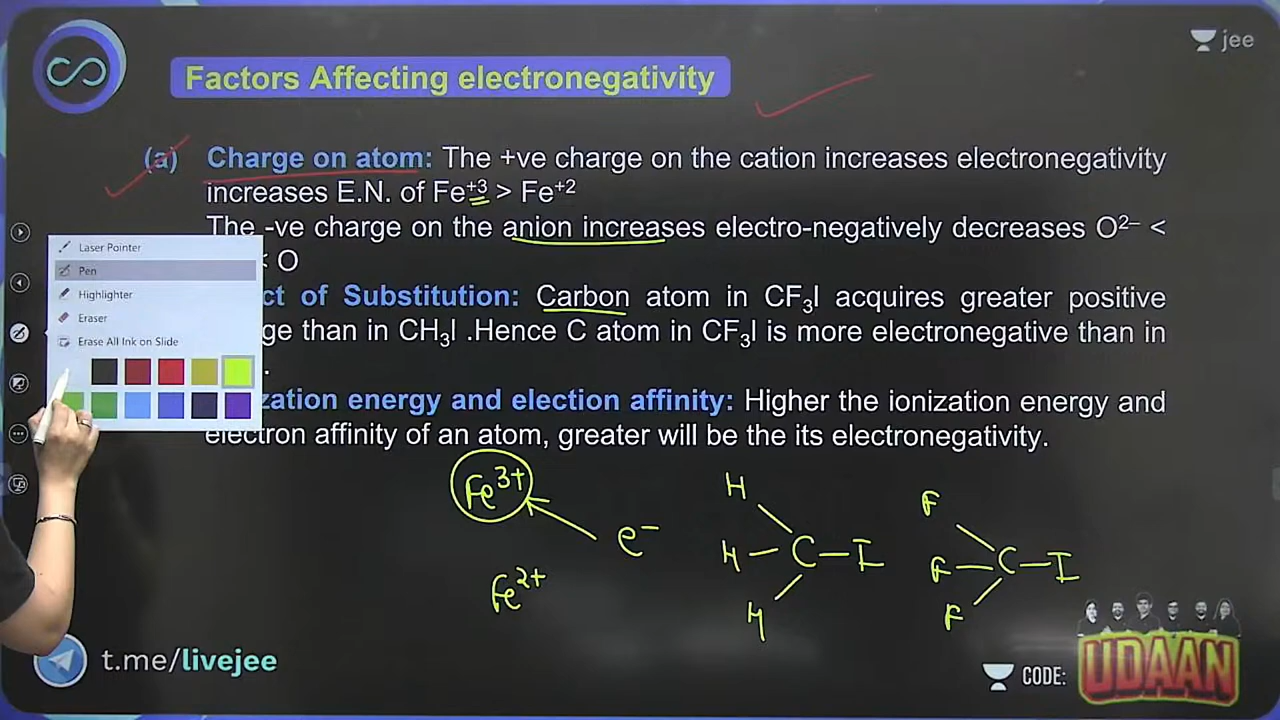 jee
Factors Affecting electronegativity
(a) Charge on atom: The +ve charge on the cation increases electronegativity
increases E.N. of Fe⁺³ > Fe⁺²
The -ve charge on the anion increases electro-negatively decreases O²⁻ <
< O
ct of Substitution: Carbon atom in CF₃I acquires greater positive
ge than in CH₃I .Hence C atom in CF₃I is more electronegative than in
.
zation energy and election affinity: Higher the ionization energy and
electron affinity of an atom, greater will be the its electronegativity.
Laser Pointer
Pen
Highlighter
Eraser
Erase All Ink on Slide
Fe³⁺
e⁻
Fe²⁺
H
H – C – I
H
F
F – C – I
F
t.me/livejee
CODE: UDAAN